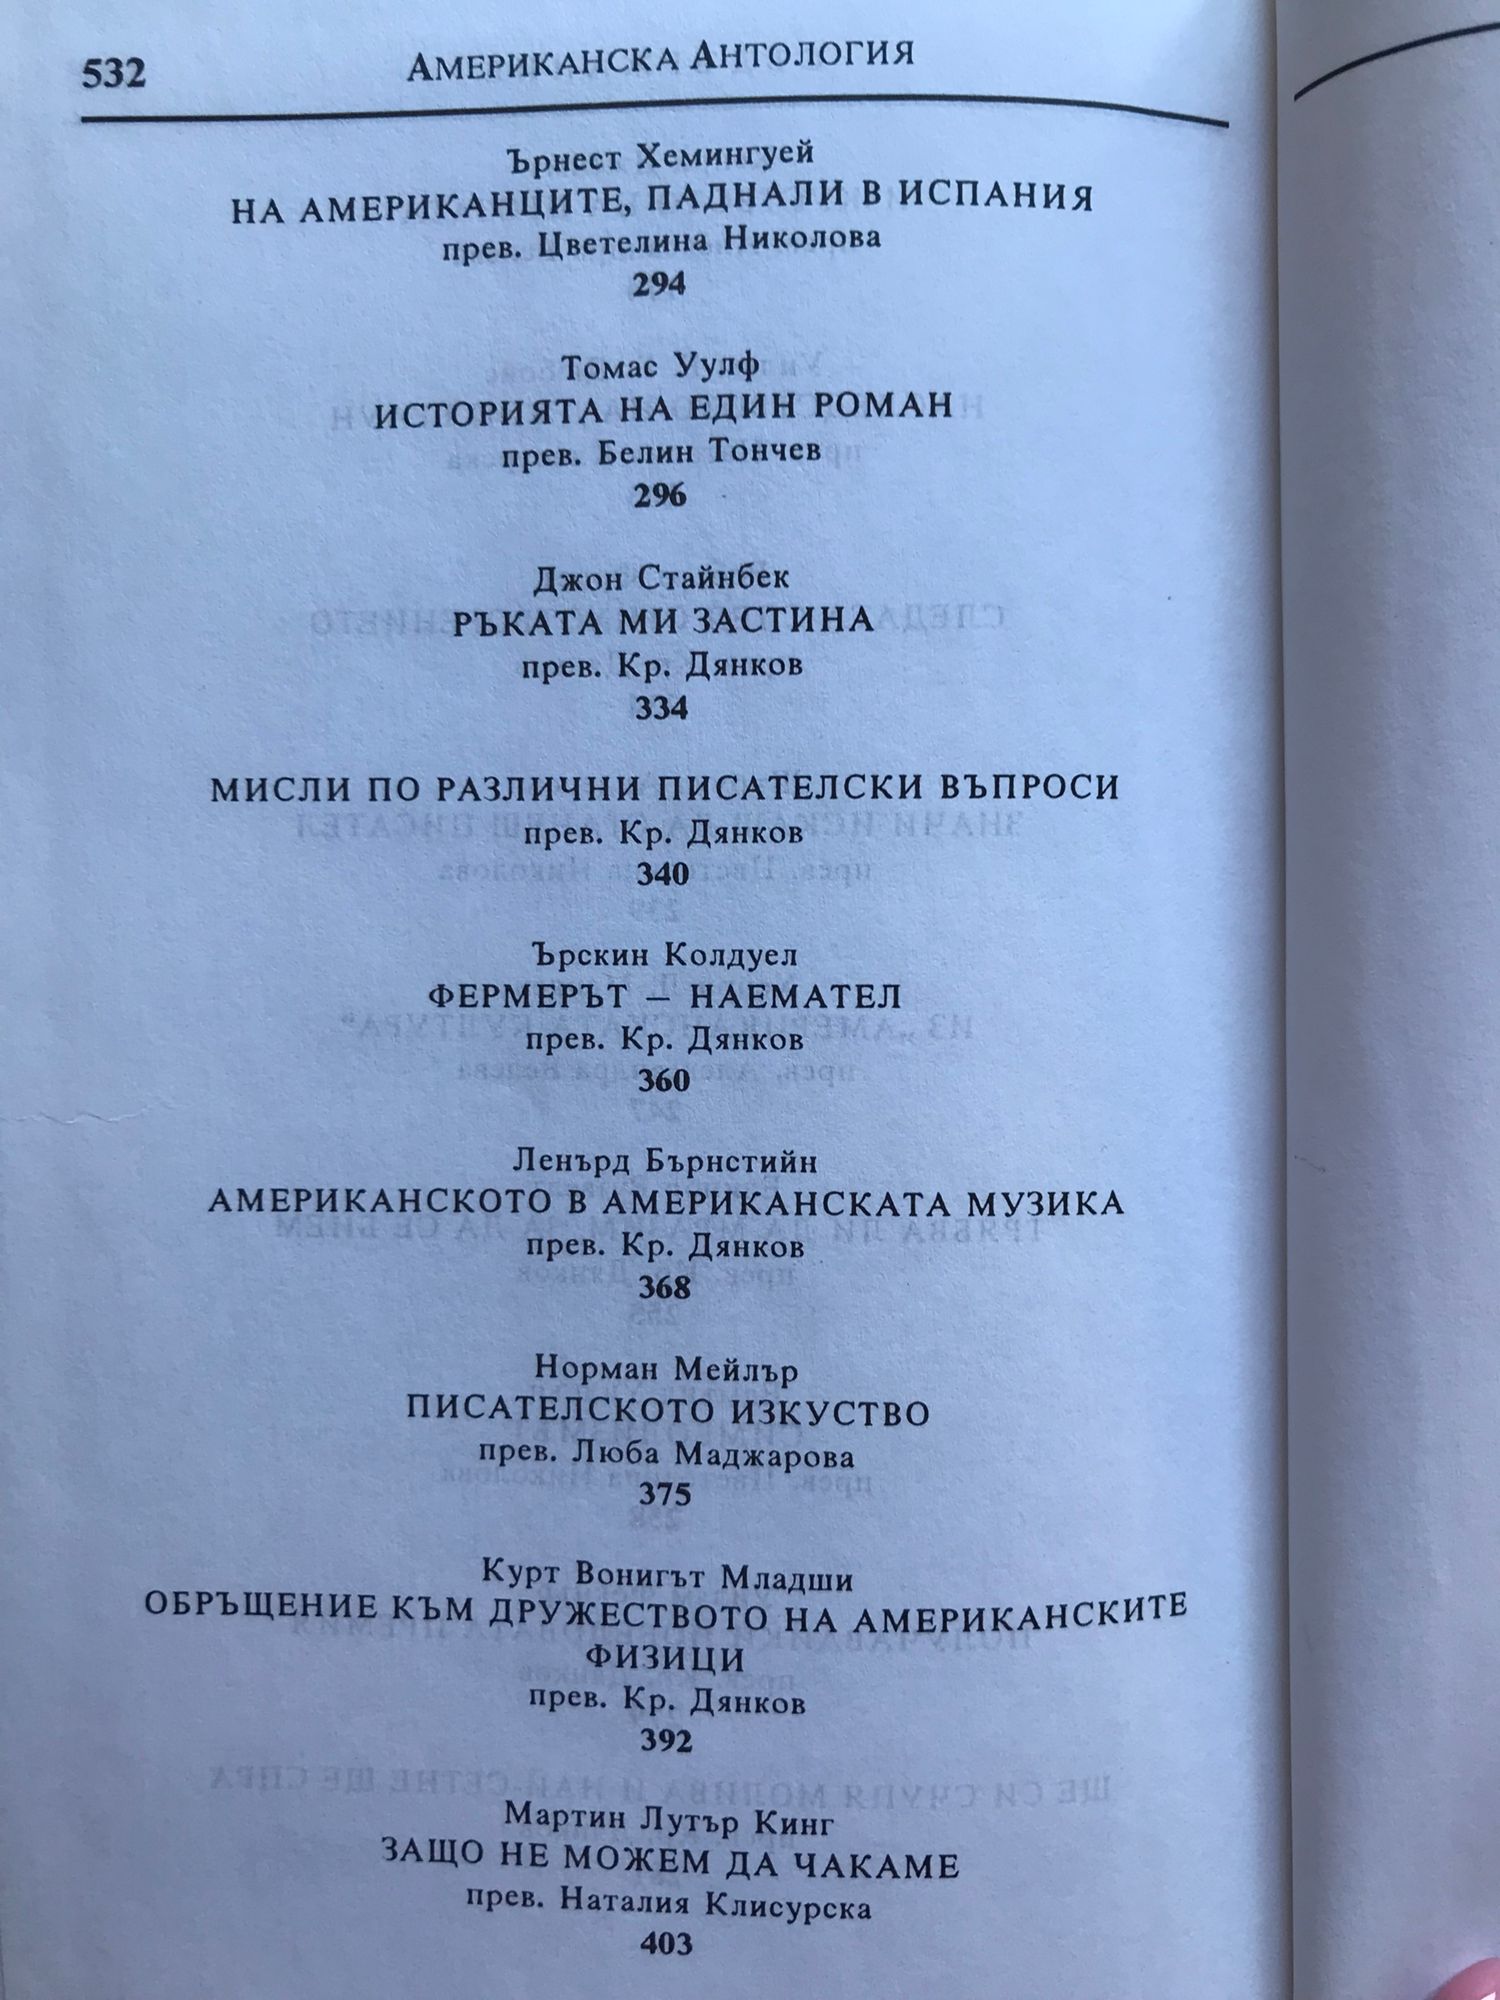 532 Американска Антология
Ърнест Хемингуей
НА АМЕРИКАНЦИТЕ, ПАДНАЛИ В ИСПАНИЯ
прев. Цветелина Николова
294
Томас Уулф
ИСТОРИЯТА НА ЕДИН РОМАН
прев. Белин Тончев
296
Джон Стайнбек
РЪКАТА МИ ЗАСТИНА
прев. Кр. Дянков
334
МИСЛИ ПО РАЗЛИЧНИ ПИСАТЕЛСКИ ВЪПРОСИ
прев. Кр. Дянков
340
Ърскин Колдуел
ФЕРМЕРЪТ – НАЕМАТЕЛ
прев. Кр. Дянков
360
Ленърд Бърнстийн
АМЕРИКАНСКОТО В АМЕРИКАНСКАТА МУЗИКА
прев. Кр. Дянков
368
Норман Мейлър
ПИСАТЕЛСКОТО ИЗКУСТВО
прев. Люба Маджарова
375
Курт Вонигът Младши
ОБРЪЩЕНИЕ КЪМ ДРУЖЕСТВОТО НА АМЕРИКАНСКИТЕ
ФИЗИЦИ
прев. Кр. Дянков
392
Мартин Лутър Кинг
ЗАЩО НЕ МОЖЕМ ДА ЧАКАМЕ
прев. Наталия Клисурска
403